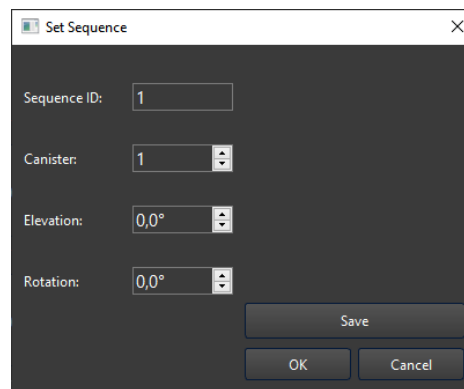 Set Sequence
Sequence ID: 1
Canister: 1
Elevation: 0,0°
Rotation: 0,0°
Save
OK Cancel